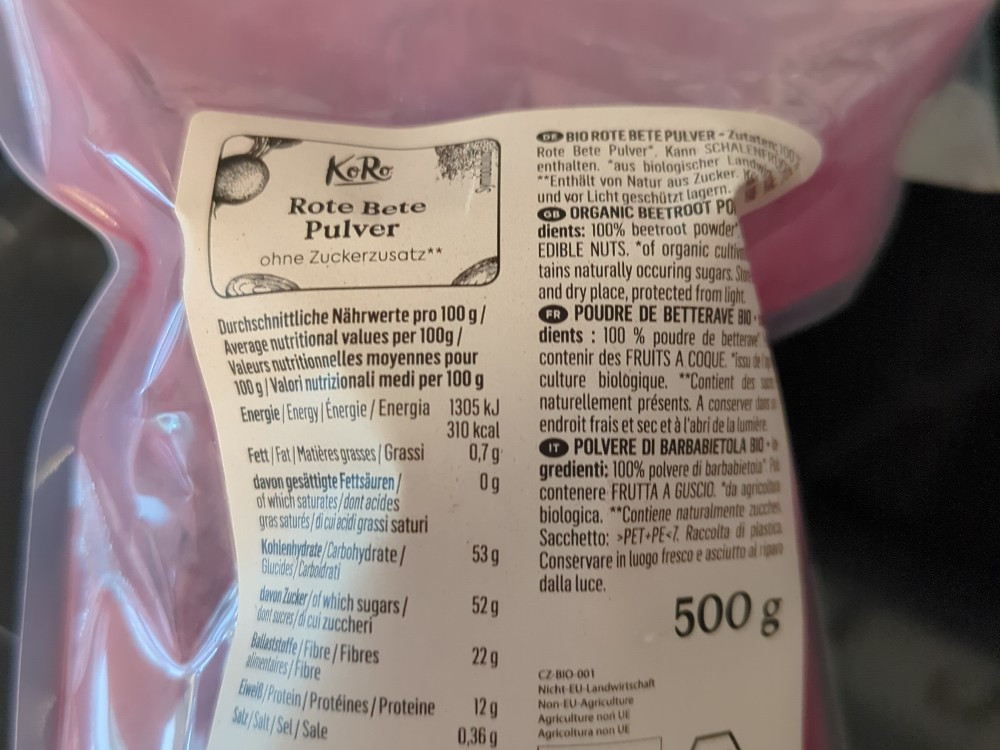 KoRo
Rote Bete
Pulver
ohne Zuckerzusatz**
Durchschnittliche Nährwerte pro 100 g /
Average nutritional values per 100g /
Valeurs nutritionnelles moyennes pour
100 g | Valori nutrizionali medi per 100 g
Energie | Energy / Énergie / Energia 1305 kJ
310 kcal
Fett | Fat | Matières grasses | Grassi 0,7 g
davon gesättigte Fettsäuren / 0 g
of which saturates / dont acides
gras saturés / di cui acidi grassi saturi
Kohlenhydrate / Carbohydrate / 53 g
Glucides / Carboidrati
davon Zucker / of which sugars / 52 g
dont sucres / di cui zuccheri
Ballaststoffe / Fibre / Fibres 22 g
alimentaires / Fibre
Eiweiß / Protein / Protéines / Proteine 12 g
Salz / Salt / Sel / Sale 0,36 g
DE BIO ROTE BETE PULVER - Zutaten: 100%
Rote Bete Pulver*. Kann SCHALENFRÜCHTE
enthalten. *aus biologischer
**Enthält von Natur aus Zucker.
und vor Licht geschützt lagern.
GB ORGANIC BEETROOT
dients: 100% beetroot powder*
EDIBLE NUTS. *of organic
tains naturally occuring sugars.
and dry place, protected from light.
FR POUDRE DE BETTERAVE BIO -
dients : 100 % poudre de betterave*
contenir des FRUITS A COQUE. *issu de
culture biologique. **Contient des
naturellement présents. A conserver dans
endroit frais et sec et à l'abri de la lumière.
IT POLVERE DI BARBABIETOLA BIO -
gredienti: 100% polvere di barbabietola*
contenere FRUTTA A GUSCIO. *da agricoltura
biologica. **Contiene naturalmente zuccheri.
Sacchetto: >PET+PE<7. Raccolta di plastica.
Conservare in luogo fresco e asciutto al riparo
dalla luce.
500 g
CZ-BIO-001
Nicht-EU-Landwirtschaft
Non-EU-Agriculture
Agriculture non UE
Agricoltura non UE